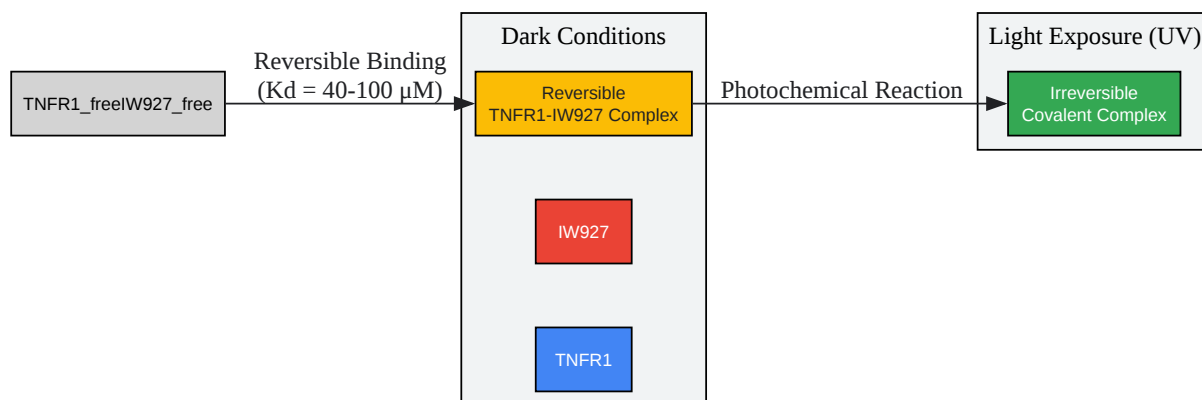 Dark Conditions
Light Exposure (UV)
TNFR1_freeIW927_free
Reversible Binding
(Kd = 40-100 μM)
Reversible
TNFR1-IW927 Complex
Photochemical Reaction
Irreversible
Covalent Complex
IW927
TNFR1